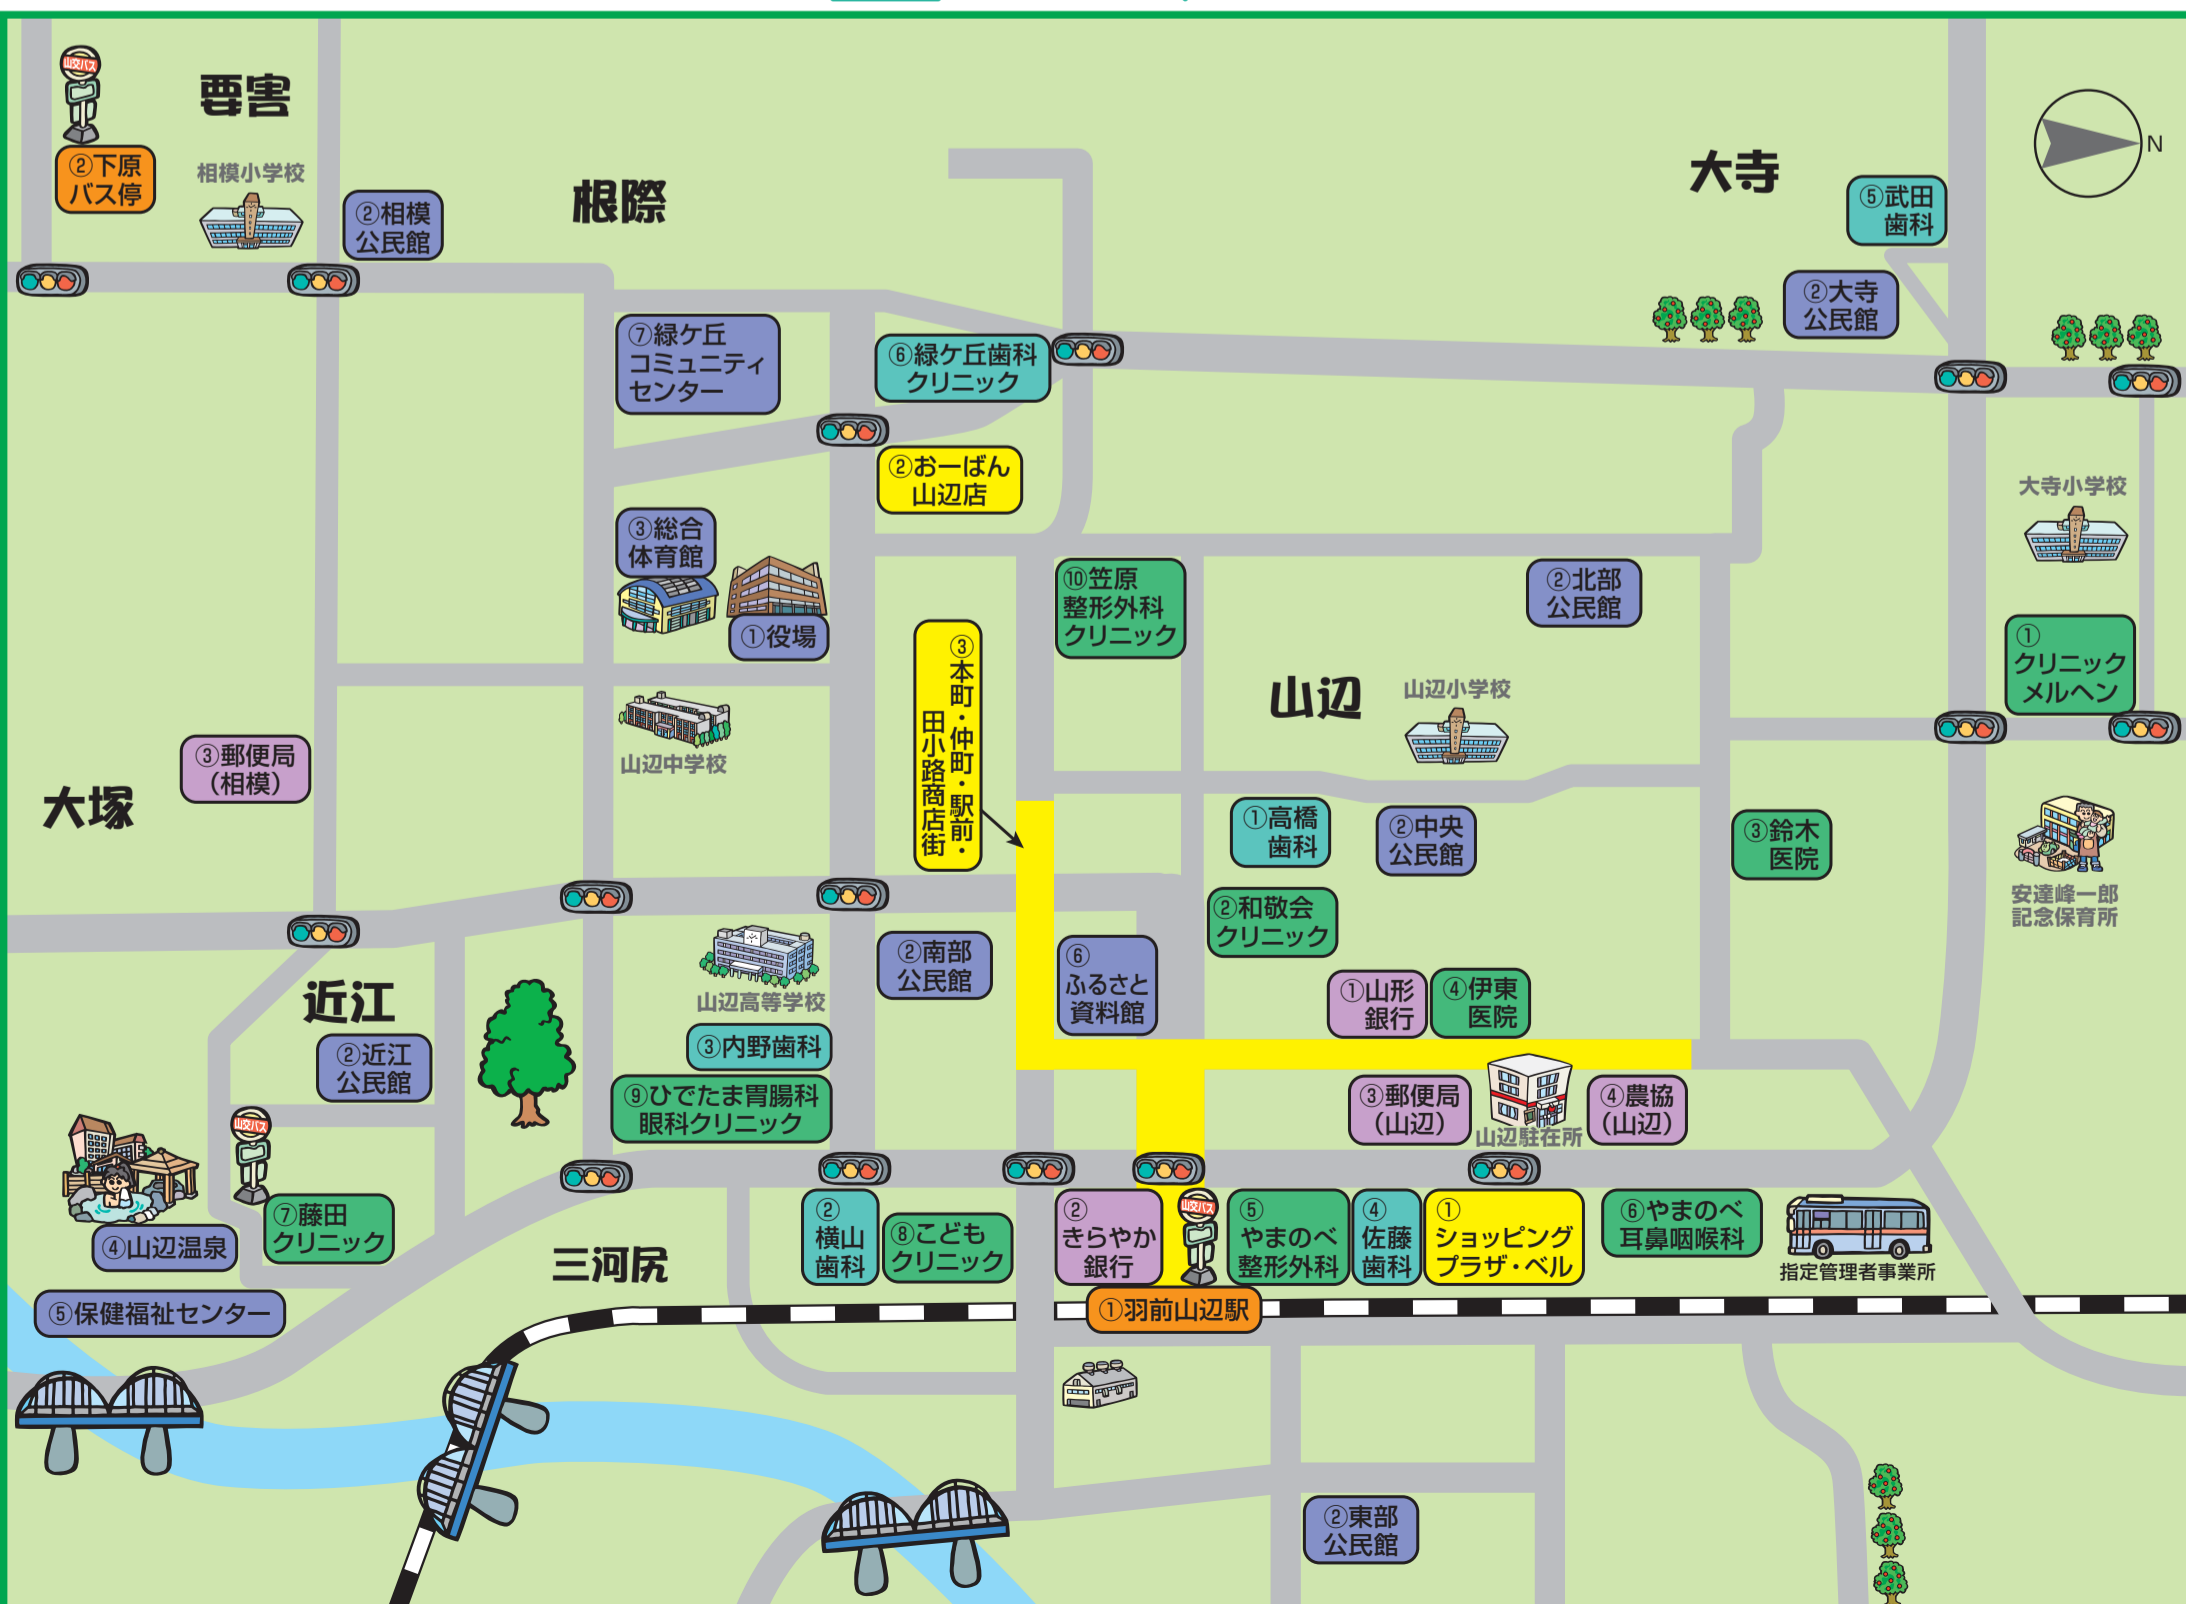 山交バス
要害
②下原
バス停
相模小学校
②相模
公民館
根際
大寺
N
⑤武田
歯科
②大寺
公民館
⑦緑ケ丘
コミュニティ
センター
⑥緑ケ丘歯科
クリニック
②おーばん
山辺店
大寺小学校
③総合
体育館
①役場
⑩笠原
整形外科
クリニック
②北部
公民館
①
クリニック
メルヘン
③本町・仲町・駅前・
田小路商店街
山辺
山辺小学校
山辺中学校
③郵便局
（相模）
大塚
①高橋
歯科
②中央
公民館
③鈴木
医院
安達峰一郎
記念保育所
②和敬会
クリニック
山辺高等学校
②南部
公民館
⑥
ふるさと
資料館
①山形
銀行
④伊東
医院
近江
②近江
公民館
③内野歯科
⑨ひでたま胃腸科
眼科クリニック
③郵便局
（山辺）
山辺駐在所
④農協
（山辺）
山交バス
④山辺温泉
⑦藤田
クリニック
三河尻
②
横山
歯科
⑧こども
クリニック
②
きらやか
銀行
山交バス
⑤
やまのべ
整形外科
④
佐藤
歯科
①
ショッピング
プラザ・ベル
⑥やまのべ
耳鼻咽喉科
指定管理者事業所
⑤保健福祉センター
①羽前山辺駅
②東部
公民館